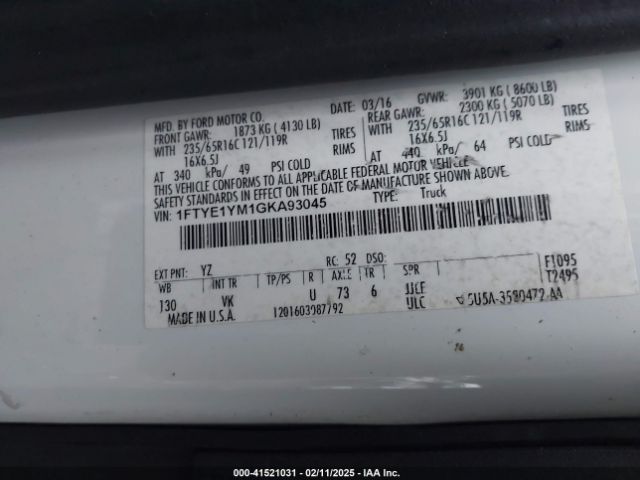 MFD. BY FORD MOTOR CO.
DATE: 03/16 GVWR: 3901 KG ( 8600 LB)
FRONT GAWR: 1873 KG ( 4130 LB)
REAR GAWR: 2300 KG ( 5070 LB)
WITH 235/65R16C 121/119R TIRES
WITH 235/65R16C 121/119R TIRES
16X6.5J RIMS
16X6.5J RIMS
AT 340 kPa/ 49 PSI COLD
AT 440 kPa/ 64 PSI COLD
THIS VEHICLE CONFORMS TO ALL APPLICABLE FEDERAL MOTOR VEHICLE
SAFETY STANDARDS IN EFFECT ON THE DATE OF MANUFACTURE SHOWN ABOVE.
VIN: 1FTYE1YM1GKA93045
TYPE: Truck
EXT PNT: YZ RC: 52 DSO:
WB INT TR TP/PS R AXLE TR SPR
F1095
T2495
130 VK U 73 6 JJCF
MADE IN U.S.A. 1201603087792 ULC
000-41521031 - 02/11/2025 - IAA Inc.